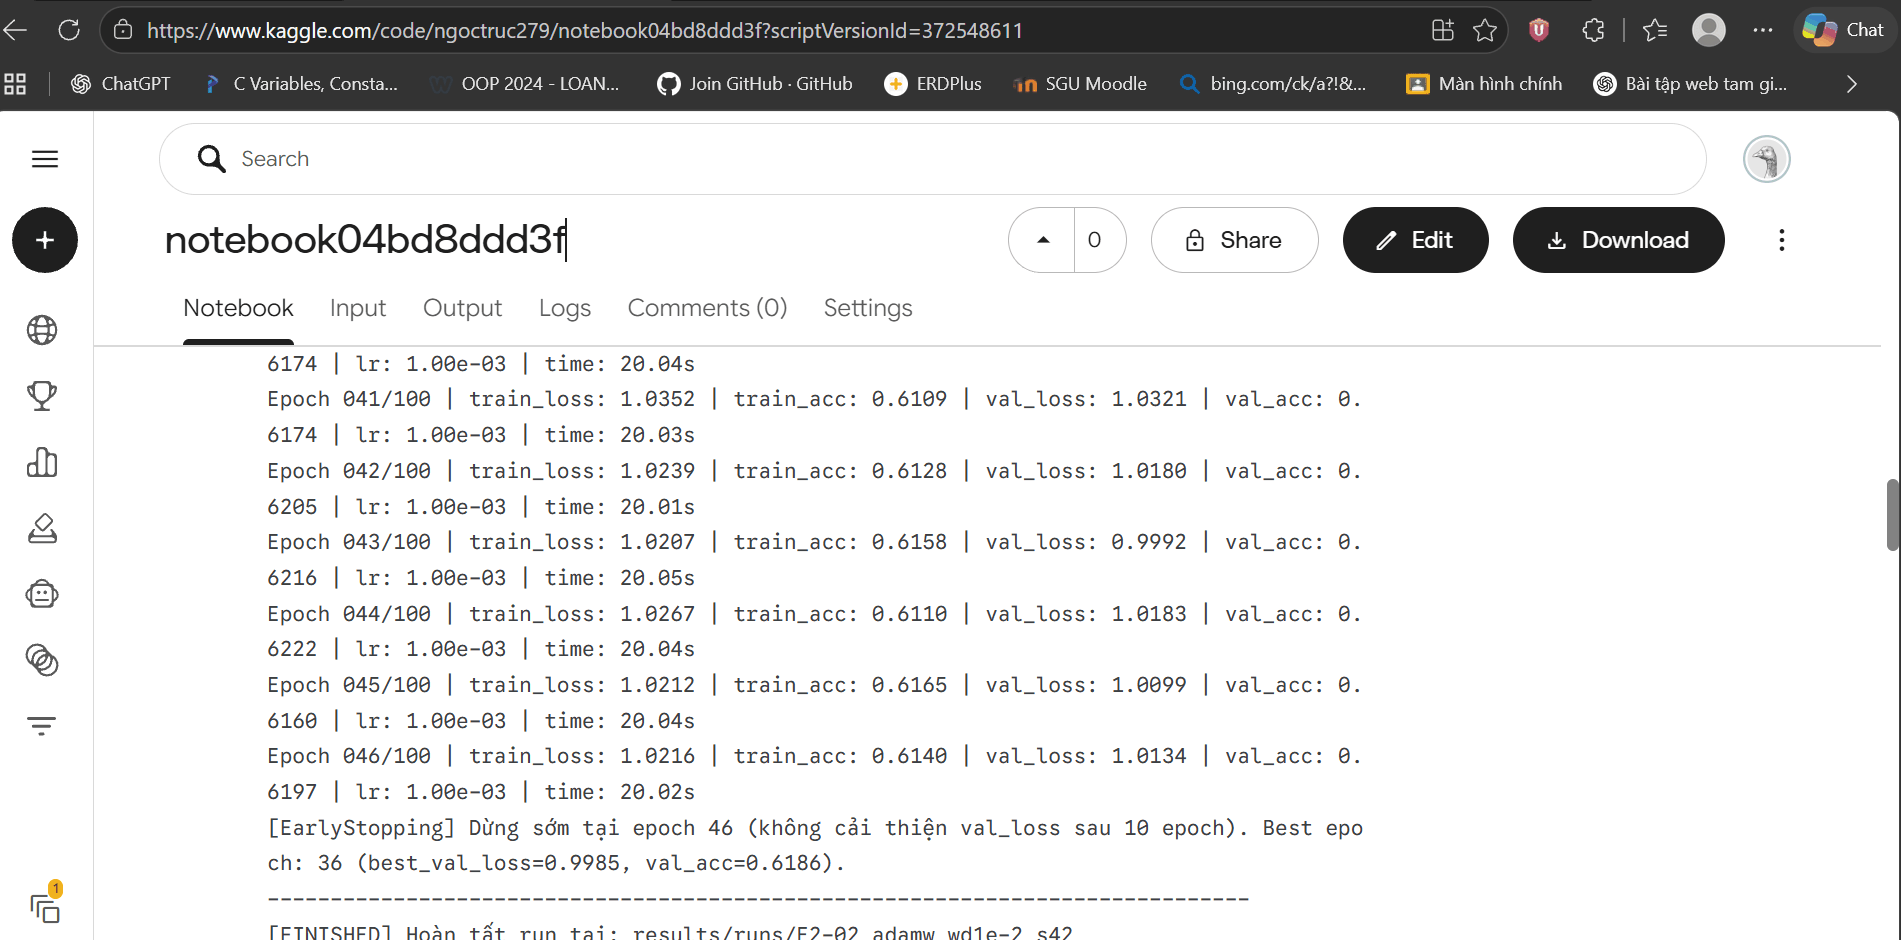 https://www.kaggle.com/code/ngoctruc279/notebook04bd8ddd3f?scriptVersionId=372548611
Chat
ChatGPT
C Variables, Consta...
OOP 2024 - LOAN...
Join GitHub · GitHub
ERDPlus
SGU Moodle
bing.com/ck/a?!&...
Màn hình chính
Bài tập web tam gi...
Search
notebook04bd8ddd3f
0
Share
Edit
Download
Notebook
Input
Output
Logs
Comments (0)
Settings
6174 | lr: 1.00e-03 | time: 20.04s
Epoch 041/100 | train_loss: 1.0352 | train_acc: 0.6109 | val_loss: 1.0321 | val_acc: 0.
6174 | lr: 1.00e-03 | time: 20.03s
Epoch 042/100 | train_loss: 1.0239 | train_acc: 0.6128 | val_loss: 1.0180 | val_acc: 0.
6205 | lr: 1.00e-03 | time: 20.01s
Epoch 043/100 | train_loss: 1.0207 | train_acc: 0.6158 | val_loss: 0.9992 | val_acc: 0.
6216 | lr: 1.00e-03 | time: 20.05s
Epoch 044/100 | train_loss: 1.0267 | train_acc: 0.6110 | val_loss: 1.0183 | val_acc: 0.
6222 | lr: 1.00e-03 | time: 20.04s
Epoch 045/100 | train_loss: 1.0212 | train_acc: 0.6165 | val_loss: 1.0099 | val_acc: 0.
6160 | lr: 1.00e-03 | time: 20.04s
Epoch 046/100 | train_loss: 1.0216 | train_acc: 0.6140 | val_loss: 1.0134 | val_acc: 0.
6197 | lr: 1.00e-03 | time: 20.02s
[EarlyStopping] Dừng sớm tại epoch 46 (không cải thiện val_loss sau 10 epoch). Best epo
ch: 36 (best_val_loss=0.9985, val_acc=0.6186).
------------------------------------------------------------------------------
[FINISHED] Hoàn tất run tại: results/runs/E2-02_adamw_wd1e-2_s42
1